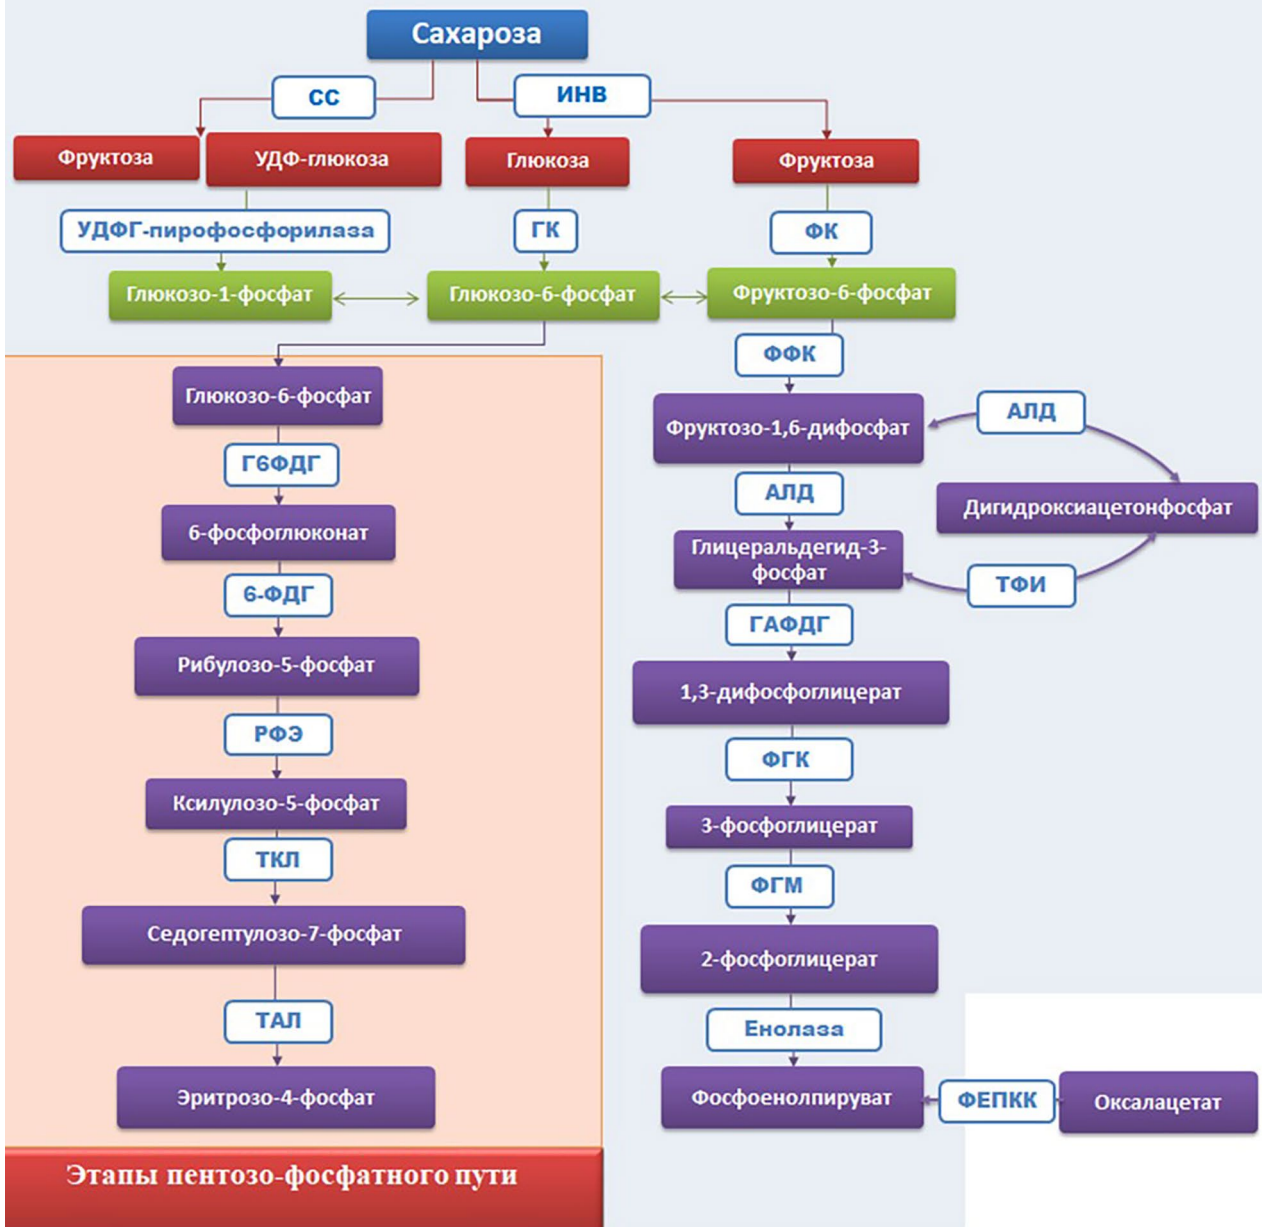 Сахароза
СС
ИНВ
Фруктоза
УДФ-глюкоза
Глюкоза
Фруктоза
УДФГ-пирофосфорилаза
ГК
ФК
Глюкозо-1-фосфат
Глюкозо-6-фосфат
Фруктозо-6-фосфат
ФФК
Глюкозо-6-фосфат
Фруктозо-1,6-дифосфат
АЛД
Г6ФДГ
АЛД
Дигидроксиацетонфосфат
6-фосфоглюконат
Глицеральдегид-3-
фосфат
ТФИ
6-ФДГ
ГАФДГ
Рибулозо-5-фосфат
1,3-дифосфоглицерат
РФЭ
ФГК
Ксилулозо-5-фосфат
3-фосфоглицерат
ТКЛ
ФГМ
Седогептулозо-7-фосфат
2-фосфоглицерат
ТАЛ
Енолаза
Эритрозо-4-фосфат
Фосфоенолпируват
ФЕПКК
Оксалацетат
Этапы пентозо-фосфатного пути